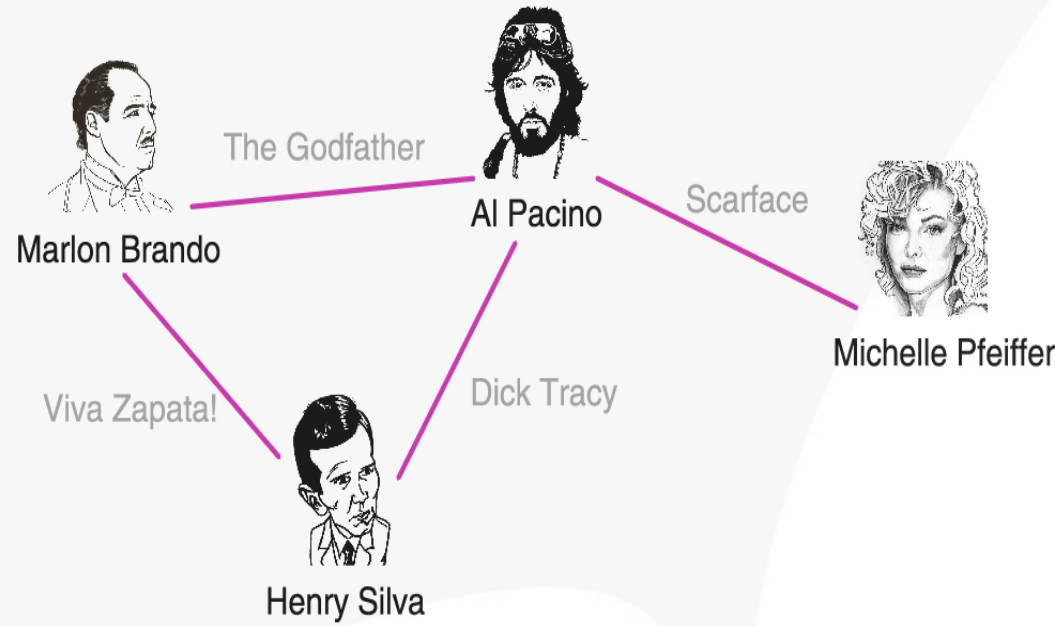 The Godfather
Scarface
Al Pacino
Marlon Brando
Michelle Pfeiffer
Viva Zapata!
Dick Tracy
Henry Silva